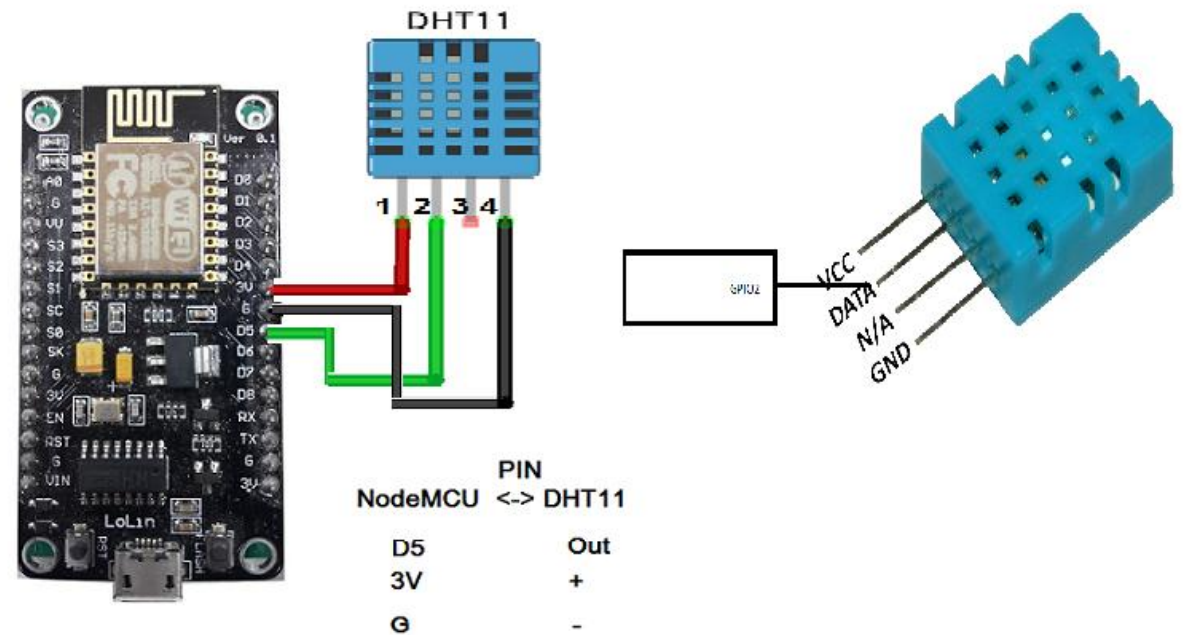 DHT11
Ver 0.1
WiFi
FC
A0
G
VU
S3
S2
S1
SC
S0
SK
G
3V
EN
RST
G
VIN
D0
D1
D2
D3
D4
3V
G
D5
D6
D7
D8
RX
TX
G
3V
LoLin
RST
FLASH
1 2 3 4
GPIO2
VCC
DATA
N/A
GND
PIN
NodeMCU <-> DHT11
D5 Out
3V +
G -